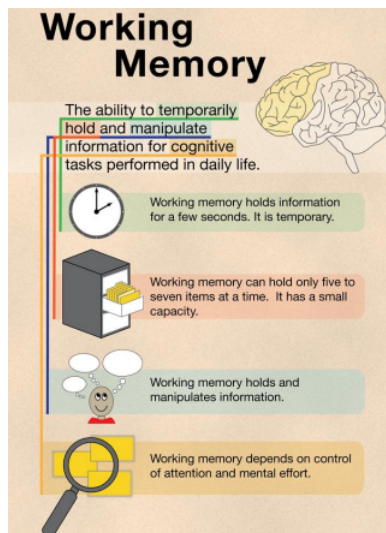 Working
Memory
The ability to temporarily
hold and manipulate
information for cognitive
tasks performed in daily life.
Working memory holds information
for a few seconds. It is temporary.
Working memory can hold only five to
seven items at a time. It has a small
capacity.
Working memory holds and
manipulates information.
Working memory depends on control
of attention and mental effort.